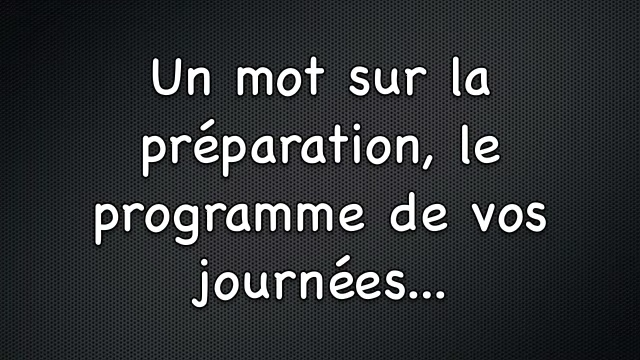 Un mot sur la
préparation, le
programme de vos
journées...